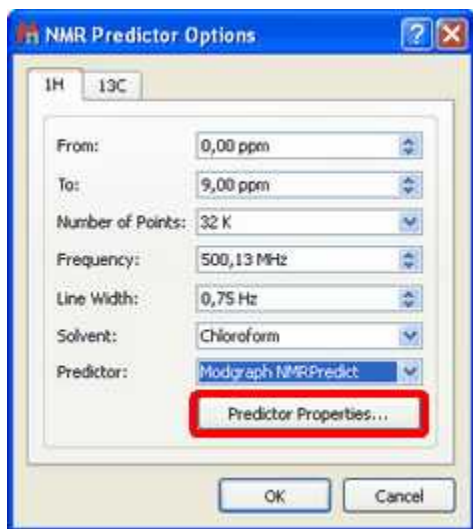 NMR Predictor Options
1H 13C
From: 0,00 ppm
To: 9,00 ppm
Number of Points: 32 K
Frequency: 500,13 MHz
Line Width: 0,75 Hz
Solvent: Chloroform
Predictor: Modgraph NMRPredict
Predictor Properties...
OK Cancel